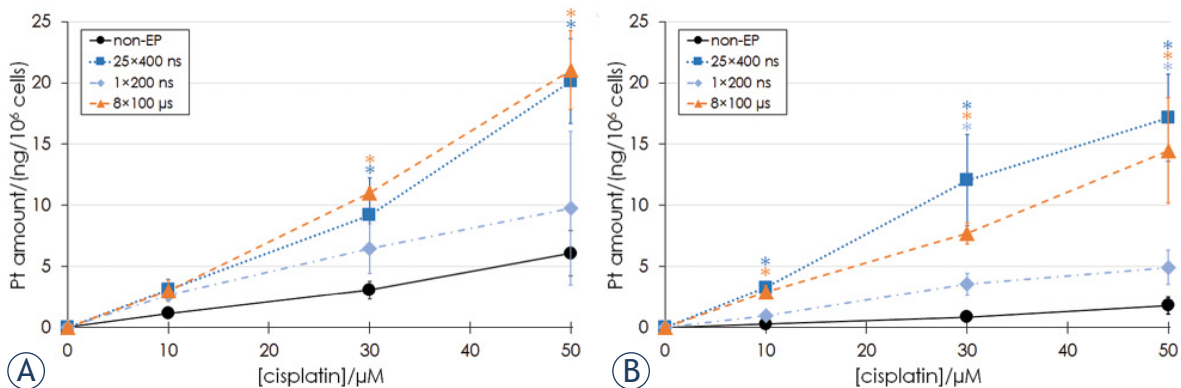 25
20
15
10
5
0
Pt amount/(ng/10⁶ cells)
non-EP
25×400 ns
1×200 ns
8×100 µs
*
*
*
*
0 10 20 30 40 50
[cisplatin]/µM
A
25
20
15
10
5
0
Pt amount/(ng/10⁶ cells)
non-EP
25×400 ns
1×200 ns
8×100 µs
*
*
*
*
*
*
*
*
0 10 20 30 40 50
[cisplatin]/µM
B